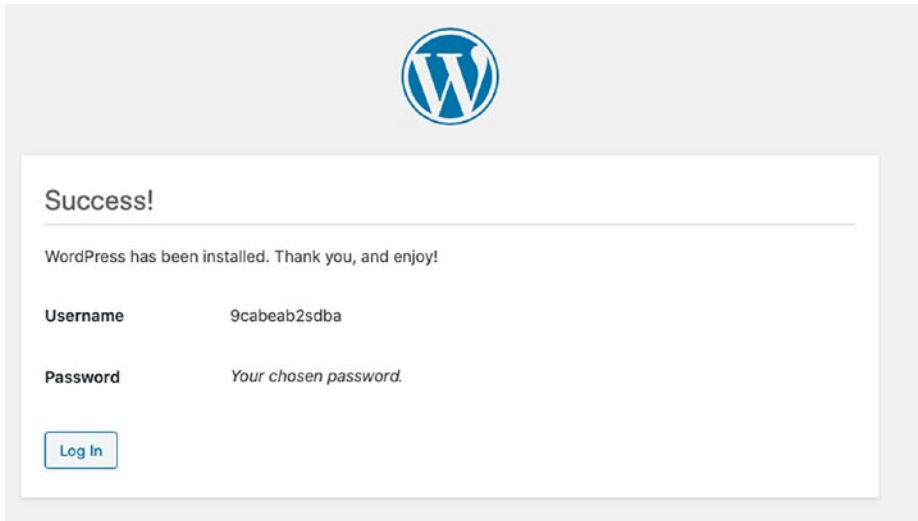 Success!
WordPress has been installed. Thank you, and enjoy!
Username 9cabeab2sdba
Password Your chosen password.
Log In